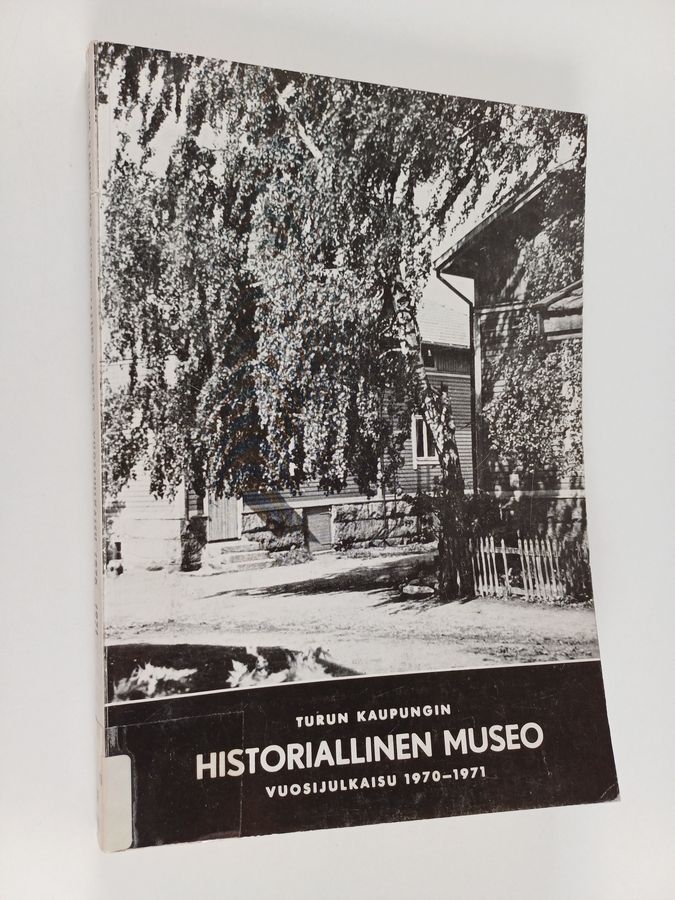 TURUN KAUPUNGIN
HISTORIALLINEN MUSEO
VUOSIJULKAISU 1970–1971